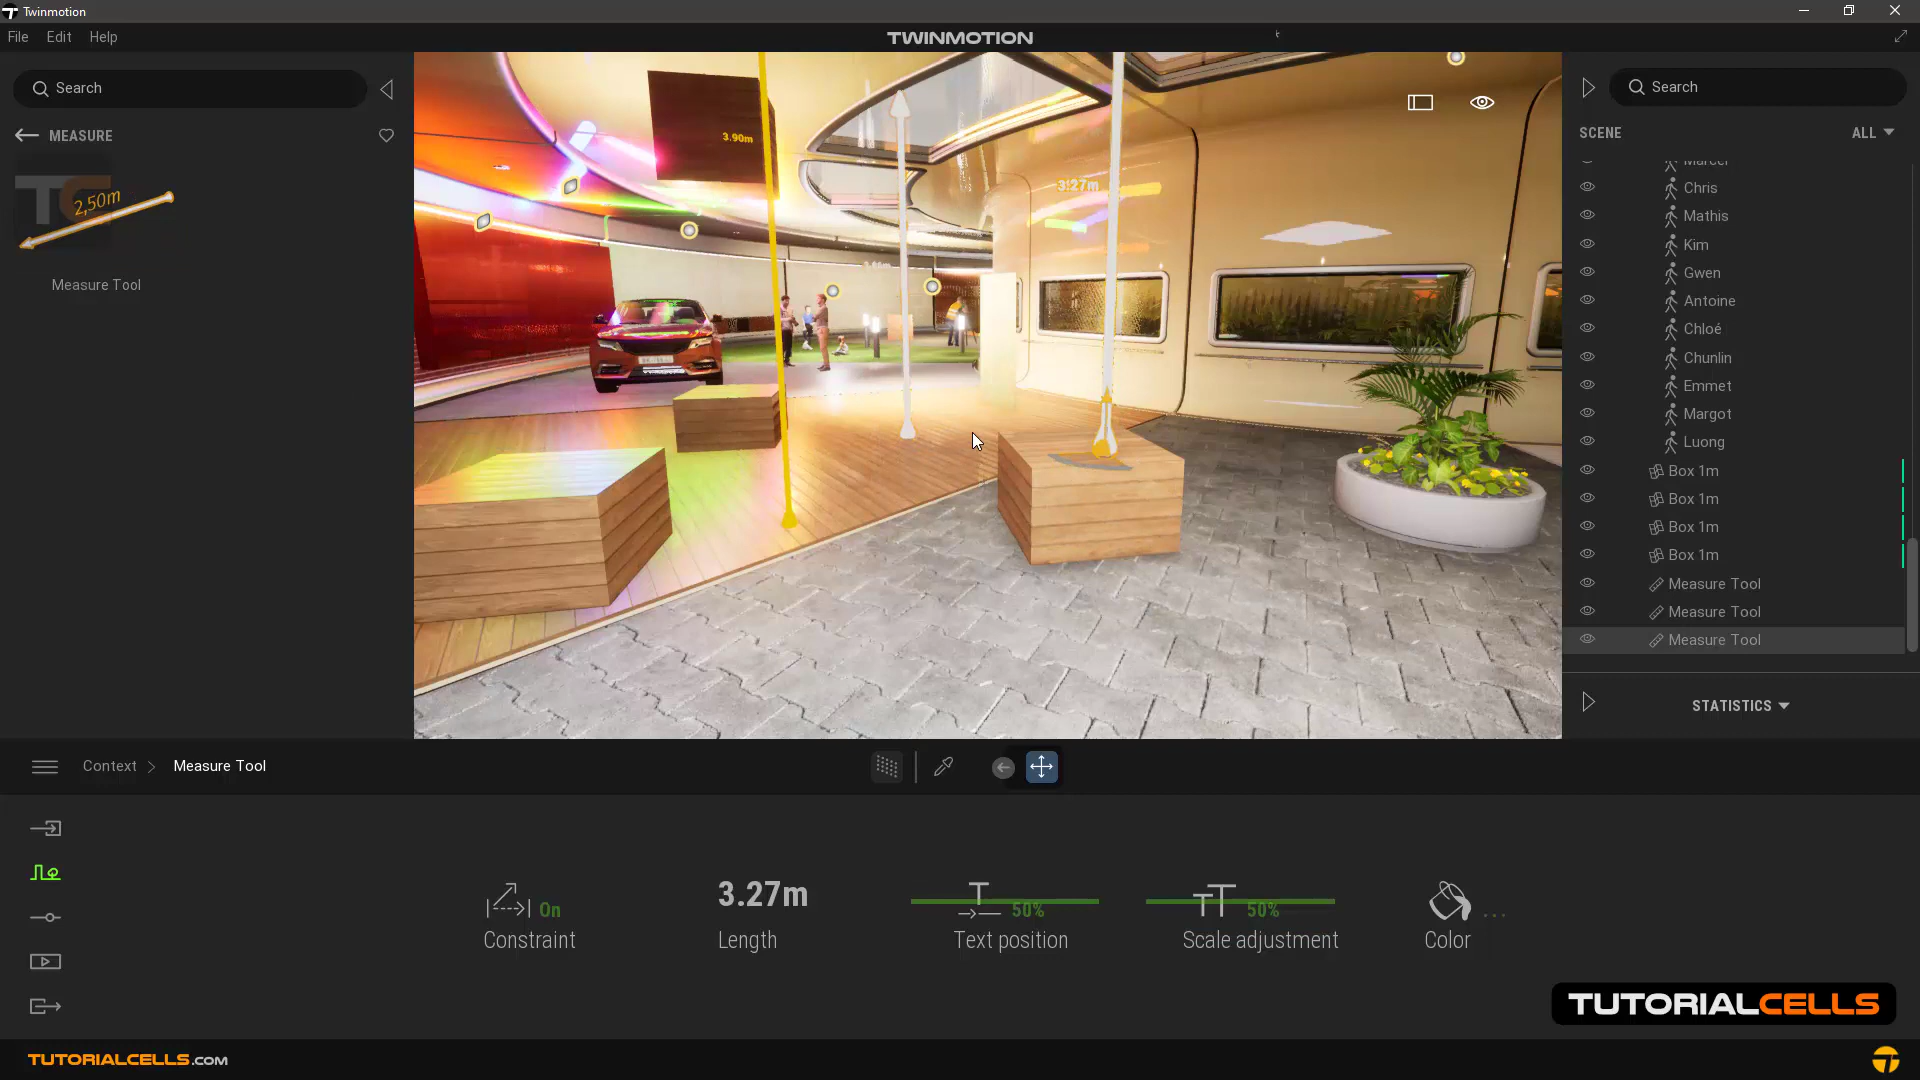 Twinmotion
File Edit Help
TWINMOTION
Search
MEASURE
2,50m
Measure Tool
3.90m
3.27m
Search
SCENE
ALL
Marcel
Chris
Mathis
Kim
Gwen
Antoine
Chloé
Chunlin
Emmet
Margot
Luong
Box 1m
Box 1m
Box 1m
Box 1m
Measure Tool
Measure Tool
Measure Tool
STATISTICS
Context > Measure Tool
On
Constraint
3.27m
Length
50%
Text position
50%
Scale adjustment
...
Color
TUTORIALCELLS
TUTORIALCELLS.COM